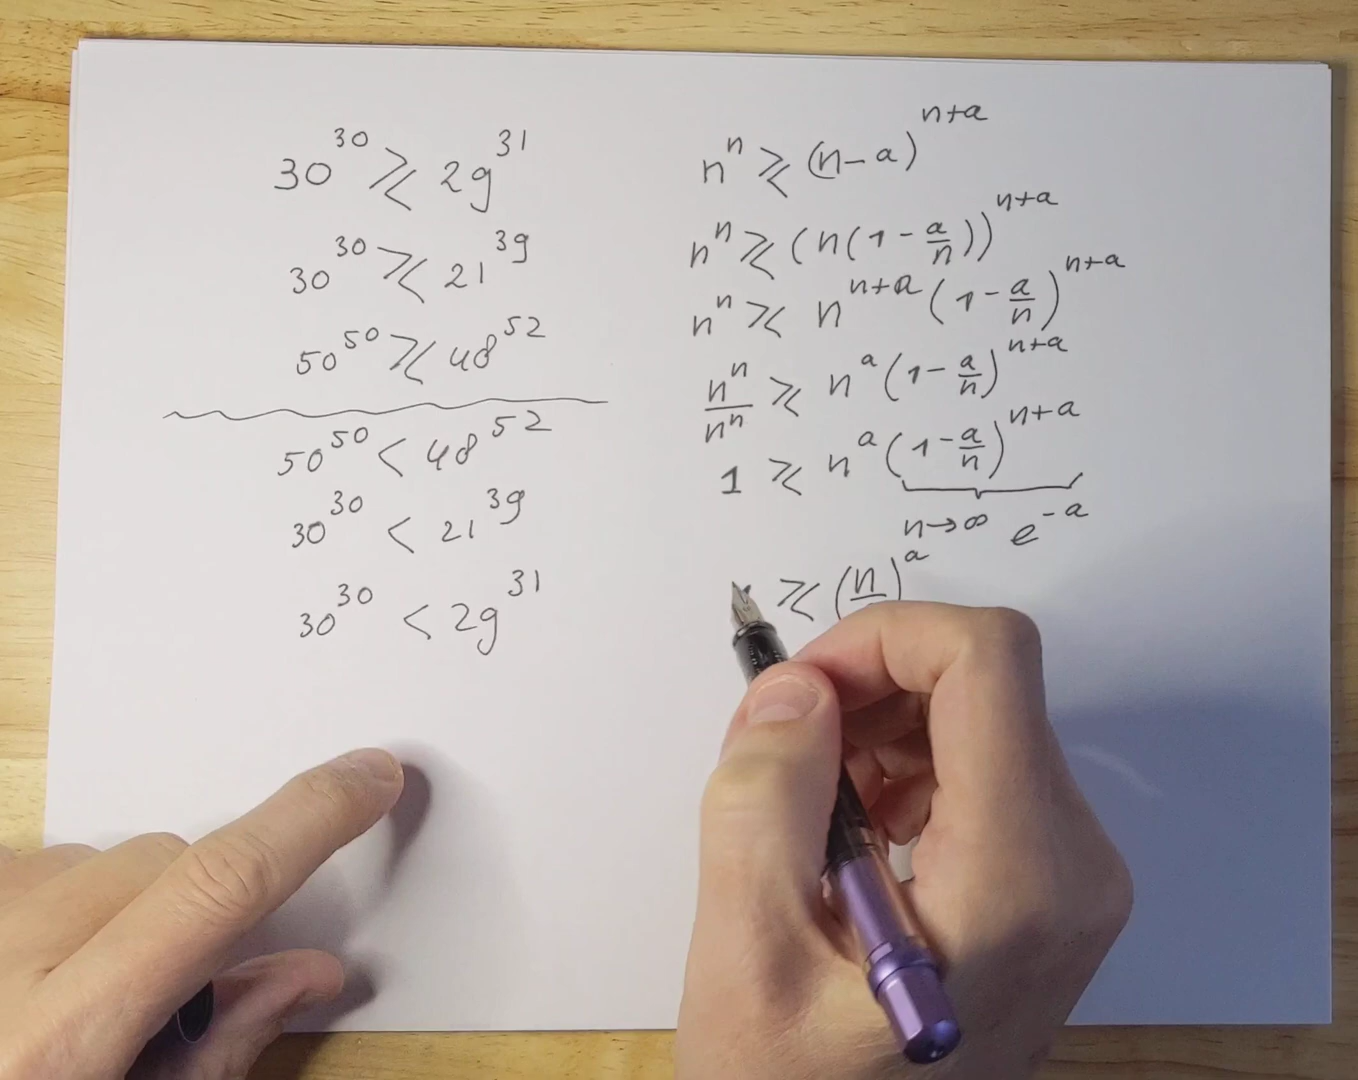 30^30 ≥≤ 29^31
30^30 ≥≤ 21^39
50^50 ≥≤ 48^52
50^50 < 48^52
30^30 < 21^39
30^30 < 29^31
n^n ≥≤ (n-a)^(n+a)
n^n ≥≤ (n(1-a/n))^(n+a)
n^n ≥≤ n^(n+a) (1-a/n)^(n+a)
n^n/n^n ≥≤ n^a (1-a/n)^(n+a)
1 ≥≤ n^a (1-a/n)^(n+a)
n→∞ e^-a
≥≤ (n/ )^a